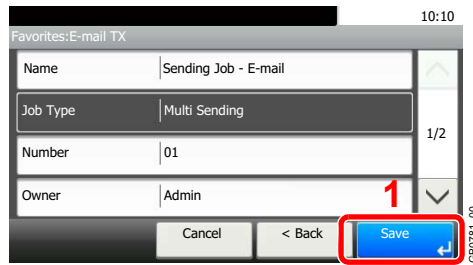 10:10
Favorites:E-mail TX
Name Sending Job - E-mail
Job Type Multi Sending
1/2
Number 01
Owner Admin
1
Cancel < Back Save
GB0781_00